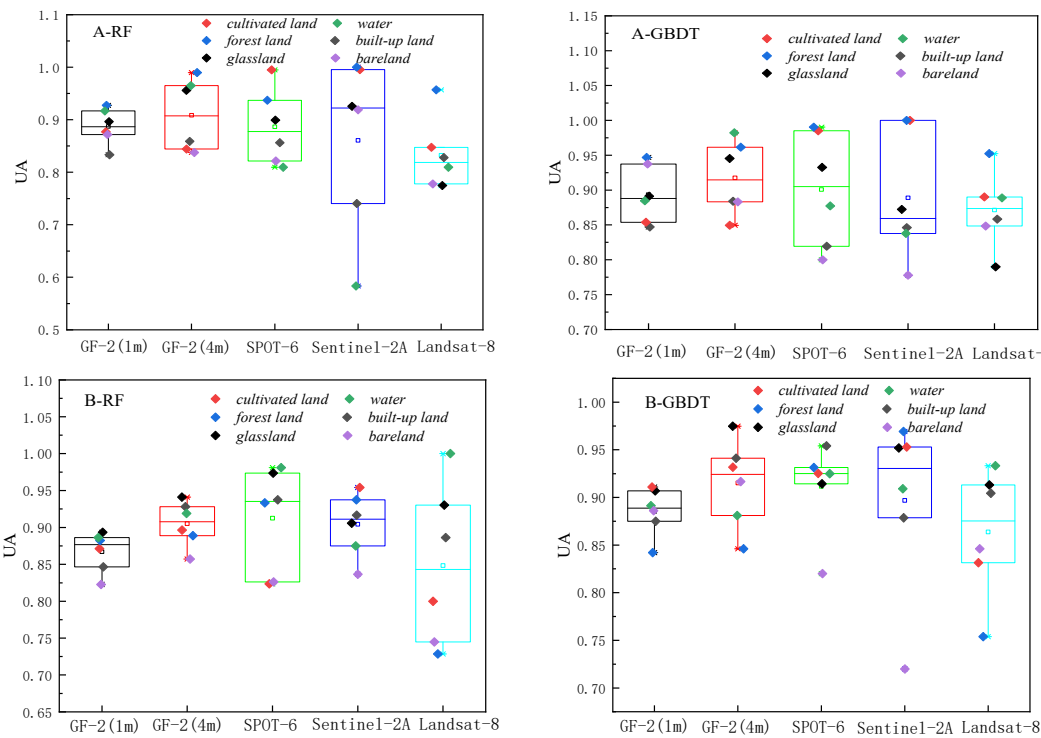 A-RF
cultivated land
water
forest land
built-up land
glassland
bareland
UA
1.1
1.0
0.9
0.8
0.7
0.6
0.5
GF-2(1m) GF-2(4m) SPOT-6 Sentinel-2A Landsat-8
A-GBDT
cultivated land
water
forest land
built-up land
glassland
bareland
UA
1.15
1.10
1.05
1.00
0.95
0.90
0.85
0.80
0.75
0.70
GF-2(1m) GF-2(4m) SPOT-6 Sentinel-2A Landsat-
B-RF
cultivated land
water
forest land
built-up land
glassland
bareland
UA
1.10
1.05
1.00
0.95
0.90
0.85
0.80
0.75
0.70
0.65
GF-2(1m) GF-2(4m) SPOT-6 Sentinel-2A Landsat-8
B-GBDT
cultivated land
water
forest land
built-up land
glassland
bareland
UA
1.00
0.95
0.90
0.85
0.80
0.75
0.70
GF-2(1m) GF-2(4m) SPOT-6 Sentinel-2A Landsat-8